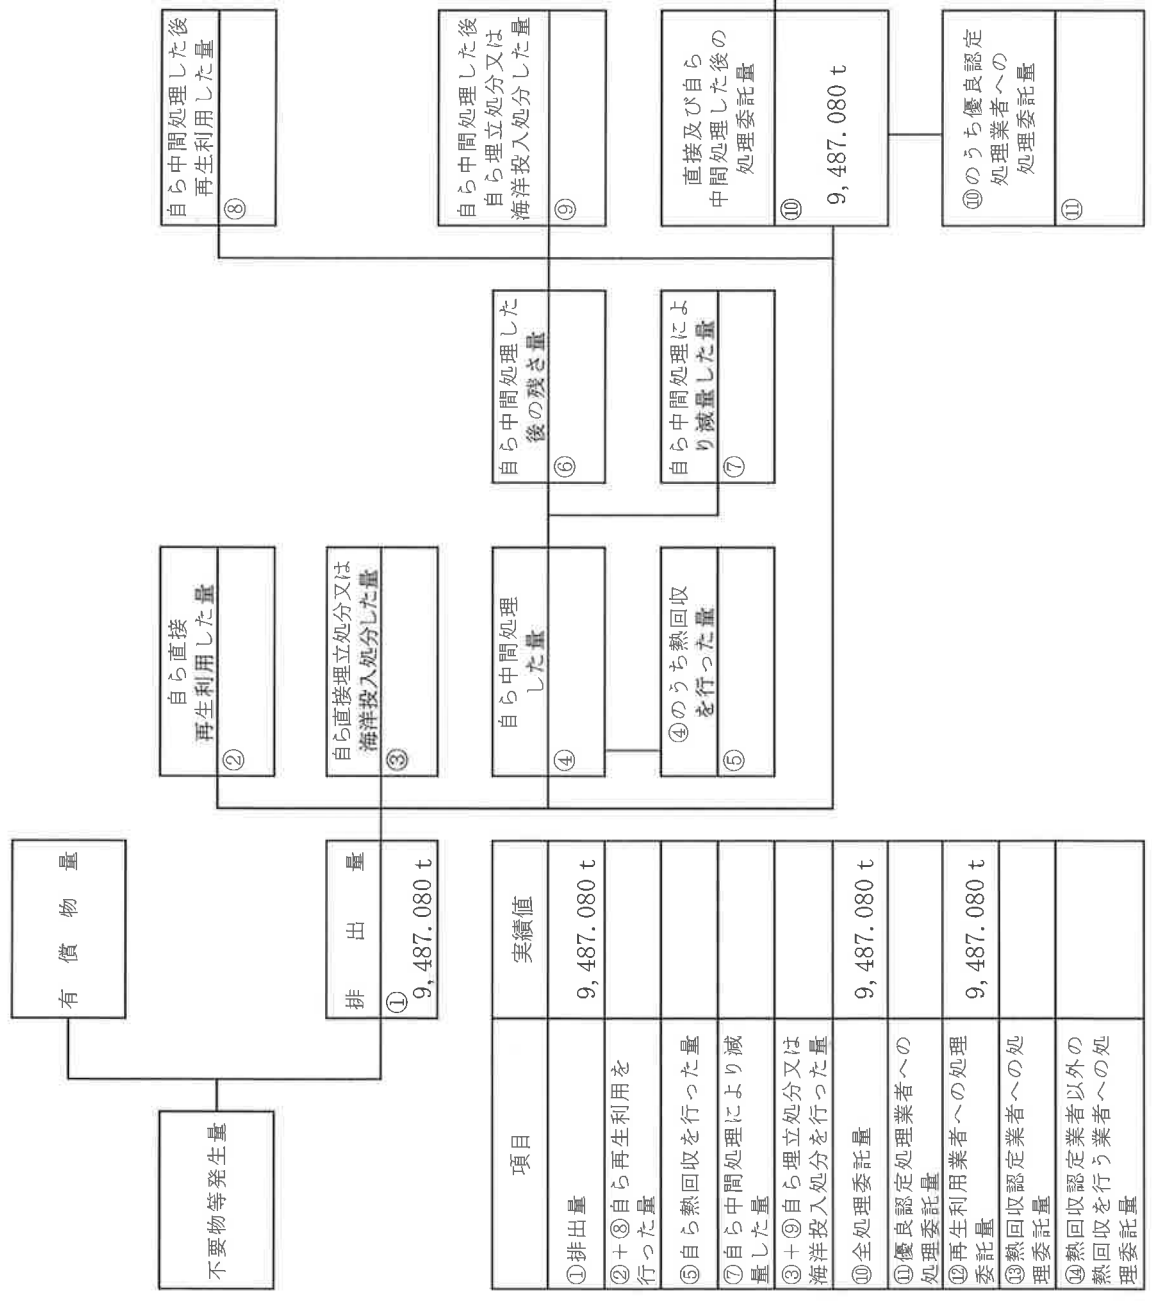 不要物等発生量
有償物量
排出量
①
9,487.080 t
自ら直接
再生利用した量
②
自ら直接埋立処分又は
海洋投入処分した量
③
自ら中間処理
した量
④
④のうち熱回収
を行った量
⑤
自ら中間処理した
後の残さ量
⑥
自ら中間処理によ
り減量した量
⑦
自ら中間処理した後
再生利用した量
⑧
自ら中間処理した後
自ら埋立処分又は
海洋投入処分した量
⑨
直接及び自ら
中間処理した後の
処理委託量
⑩
9,487.080 t
⑩のうち優良認定
処理業者への
処理委託量
⑪
項目 実績値
①排出量 9,487.080 t
②+⑧自ら再生利用を
行った量
⑤自ら熱回収を行った量
⑦自ら中間処理により減
量した量
③+⑨自ら埋立処分又は
海洋投入処分を行った量
⑩全処理委託量 9,487.080 t
⑪優良認定処理業者への
処理委託量
⑫再生利用業者への処理
委託量 9,487.080 t
⑬熱回収認定業者への処
理委託量
⑭熱回収認定業者以外の
熱回収を行う業者への処
理委託量